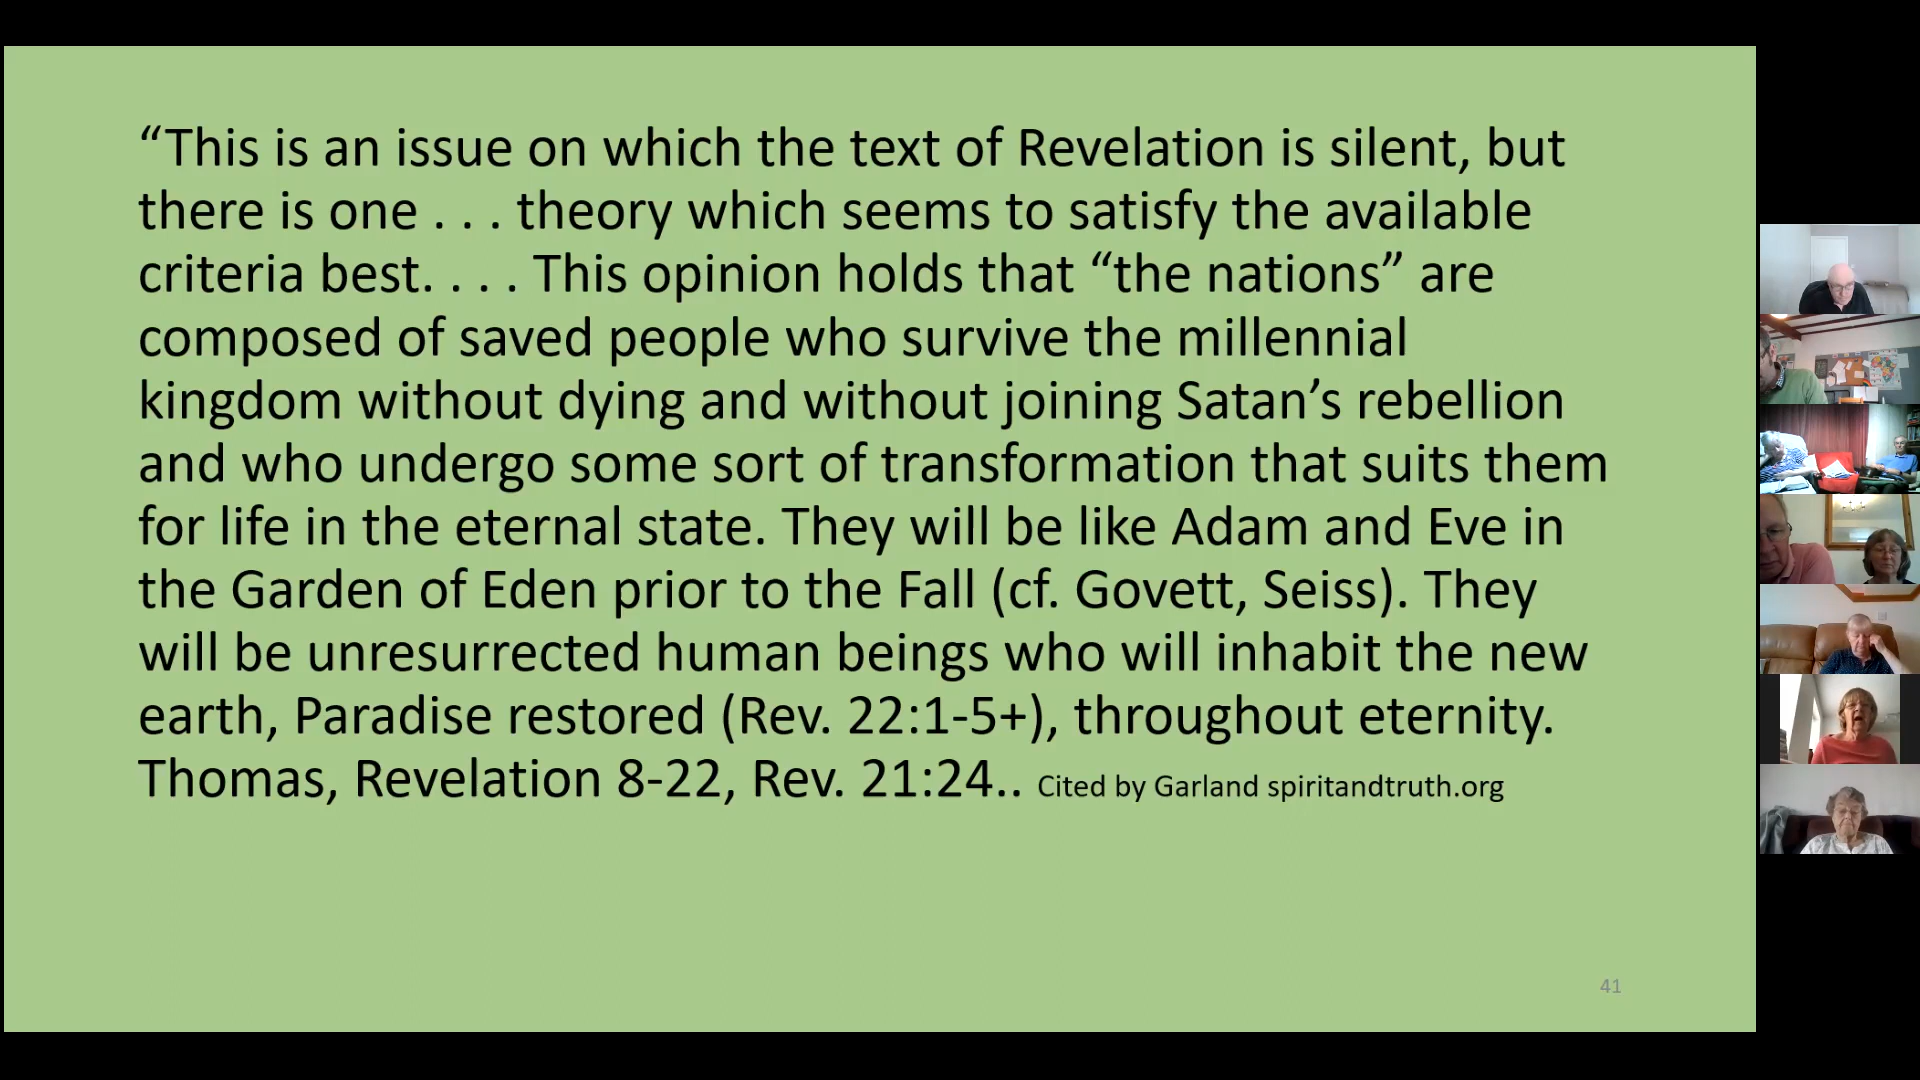 “This is an issue on which the text of Revelation is silent, but
there is one . . . theory which seems to satisfy the available
criteria best. . . . This opinion holds that “the nations” are
composed of saved people who survive the millennial
kingdom without dying and without joining Satan’s rebellion
and who undergo some sort of transformation that suits them
for life in the eternal state. They will be like Adam and Eve in
the Garden of Eden prior to the Fall (cf. Govett, Seiss). They
will be unresurrected human beings who will inhabit the new
earth, Paradise restored (Rev. 22:1-5+), throughout eternity.
Thomas, Revelation 8-22, Rev. 21:24.. Cited by Garland spiritandtruth.org
41